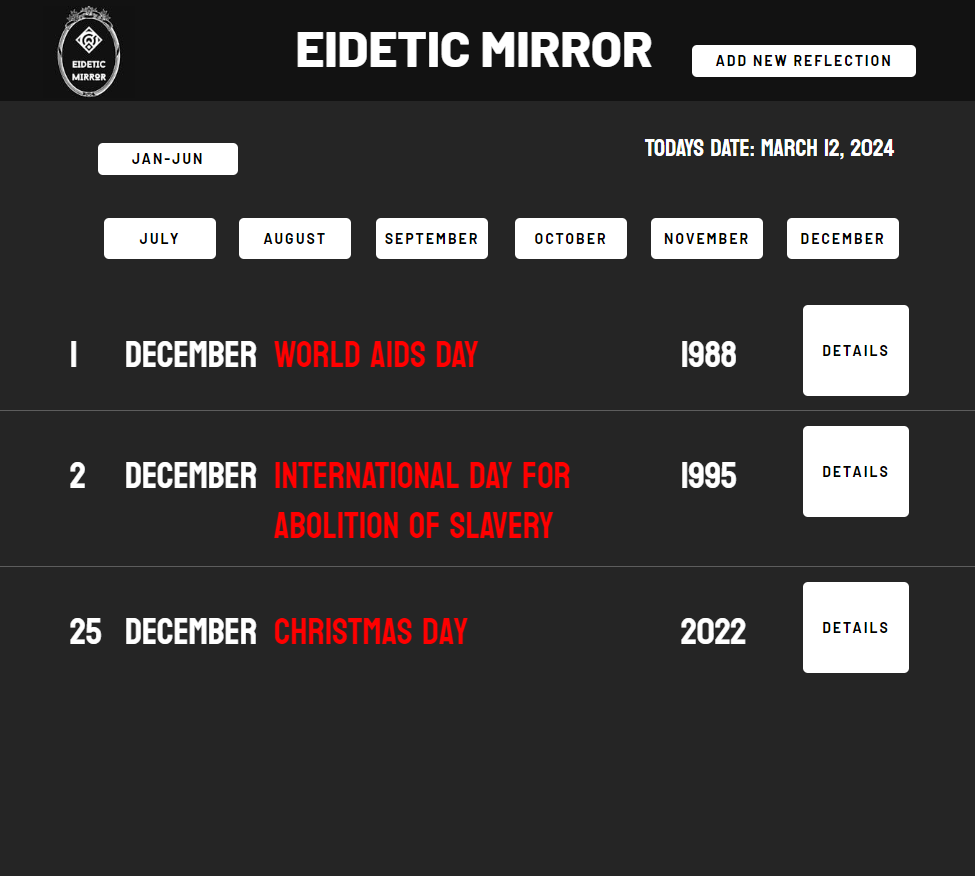 EIDETIC
MIRROR
EIDETIC MIRROR
ADD NEW REFLECTION
JAN-JUN
TODAYS DATE: MARCH 12, 2024
JULY AUGUST SEPTEMBER OCTOBER NOVEMBER DECEMBER
1 DECEMBER WORLD AIDS DAY 1988 DETAILS
2 DECEMBER INTERNATIONAL DAY FOR 1995 DETAILS
ABOLITION OF SLAVERY
25 DECEMBER CHRISTMAS DAY 2022 DETAILS